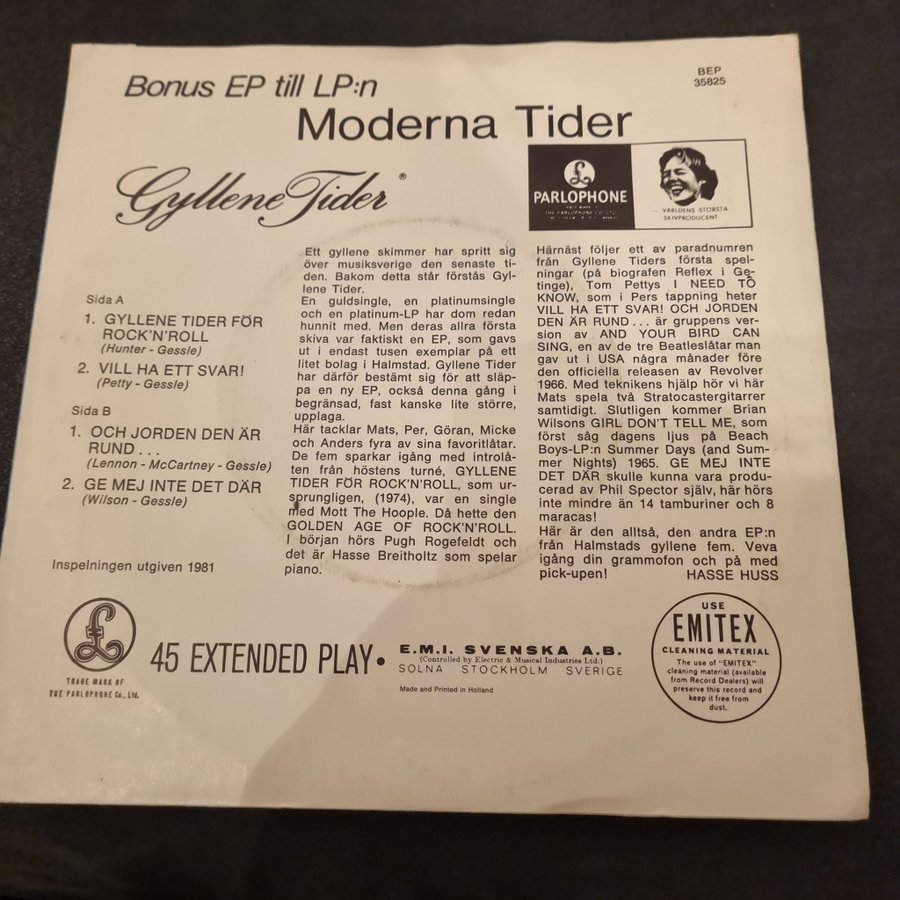 Bonus EP till LP:n
Moderna Tider
BEP
35825
Gyllene Tider®
£
PARLOPHONE
VÄRLDENS STÖRSTA
SKIVPRODUCENT
Sida A
1. GYLLENE TIDER FÖR
ROCK'N'ROLL
(Hunter - Gessle)
2. VILL HA ETT SVAR!
(Petty - Gessle)
Sida B
1. OCH JORDEN DEN ÄR
RUND . . .
(Lennon - McCartney - Gessle)
2. GE MEJ INTE DET DÄR
(Wilson - Gessle)
Inspelningen utgiven 1981
Ett gyllene skimmer har spritt sig
över musiksverige den senaste ti-
den. Bakom detta står förstås Gyl-
lene Tider.
En guldsingle, en platinumsingle
och en platinum-LP har dom redan
hunnit med. Men deras allra första
skiva var faktiskt en EP, som gavs
ut i endast tusen exemplar på ett
litet bolag i Halmstad. Gyllene Tider
har därför bestämt sig för att släp-
pa en ny EP, också denna gång i
begränsad, fast kanske lite större,
upplaga.
Här tacklar Mats, Per, Göran, Micke
och Anders fyra av sina favoritlåtar.
De fem sparkar igång med introlå-
ten från höstens turné, GYLLENE
TIDER FÖR ROCK'N'ROLL, som ur-
sprungligen, (1974), var en single
med Mott The Hoople. Då hette den
GOLDEN AGE OF ROCK'N'ROLL.
I början hörs Pugh Rogefeldt och
det är Hasse Breitholtz som spelar
piano.
Härnäst följer ett av paradnumren
från Gyllene Tiders första spel-
ningar (på biografen Reflex i Ge-
tinge), Tom Pettys I NEED TO
KNOW, som i Pers tappning heter
VILL HA ETT SVAR! OCH JORDEN
DEN ÄR RUND . . . är gruppens ver-
sion av AND YOUR BIRD CAN
SING, en av de tre Beatleslåtar man
gav ut i USA några månader före
den officiella releasen av Revolver
1966. Med teknikens hjälp hör vi här
Mats spela två Stratocastergitarrer
samtidigt. Slutligen kommer Brian
Wilsons GIRL DON'T TELL ME, som
först såg dagens ljus på Beach
Boys-LP:n Summer Days (and Sum-
mer Nights) 1965. GE MEJ INTE
DET DÄR skulle kunna vara produ-
cerad av Phil Spector själv, här hörs
inte mindre än 14 tamburiner och 8
maracas!
Här är den alltså, den andra EP:n
från Halmstads gyllene fem. Veva
igång din grammofon och på med
pick-upen! HASSE HUSS
£
TRADE MARK OF
THE PARLOPHONE Co., Ltd.
45 EXTENDED PLAY•
E.M.I. SVENSKA A.B.
(Controlled by Electric & Musical Industries Ltd.)
SOLNA STOCKHOLM SVERIGE
Made and Printed in Holland
USE
EMITEX
CLEANING MATERIAL
The use of "EMITEX"
cleaning material (available
from Record Dealers) will
preserve this record and
keep it free from
dust.